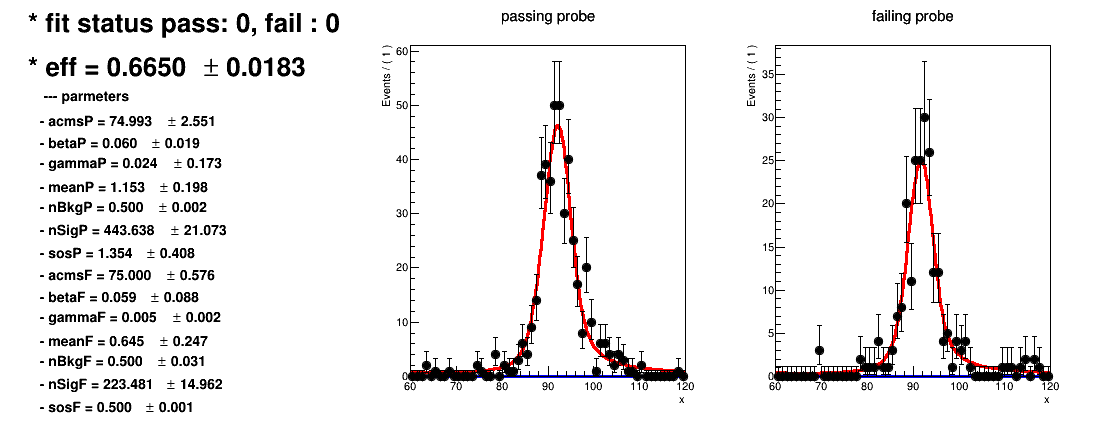 * fit status pass: 0, fail : 0
* eff = 0.6650 ± 0.0183
--- parmeters
- acmsP = 74.993 ± 2.551
- betaP = 0.060 ± 0.019
- gammaP = 0.024 ± 0.173
- meanP = 1.153 ± 0.198
- nBkgP = 0.500 ± 0.002
- nSigP = 443.638 ± 21.073
- sosP = 1.354 ± 0.408
- acmsF = 75.000 ± 0.576
- betaF = 0.059 ± 0.088
- gammaF = 0.005 ± 0.002
- meanF = 0.645 ± 0.247
- nBkgF = 0.500 ± 0.031
- nSigF = 223.481 ± 14.962
- sosF = 0.500 ± 0.001
passing probe
Events / ( 1 )
60
50
40
30
20
10
0
60 70 80 90 100 110 120
x
failing probe
Events / ( 1 )
35
30
25
20
15
10
5
0
60 70 80 90 100 110 120
x